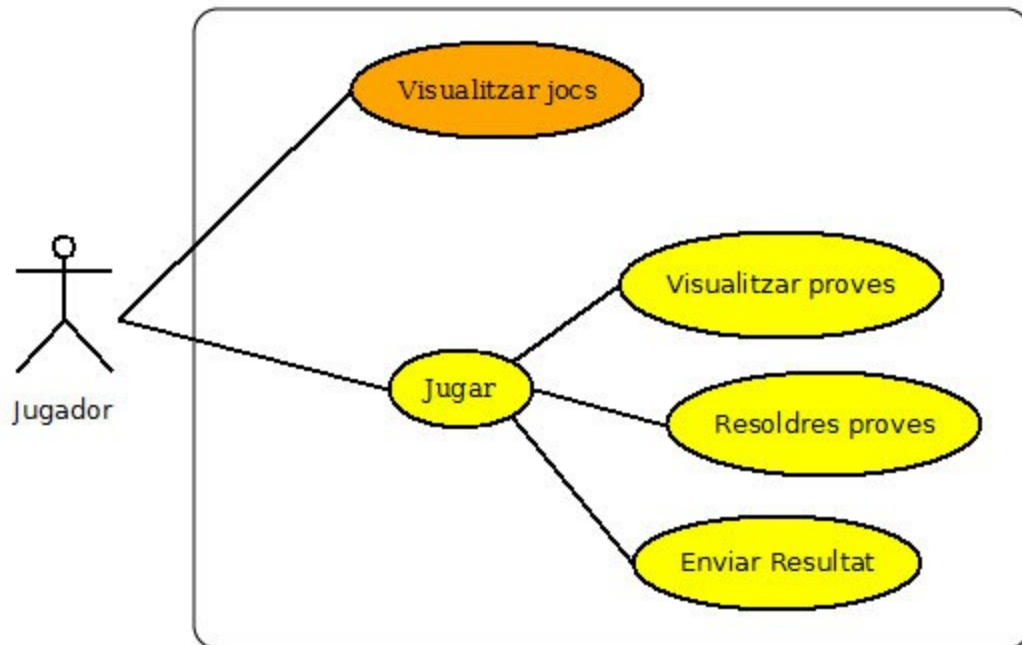 Visualitzar jocs
Visualitzar proves
Jugar
Jugador
Resoldres proves
Enviar Resultat